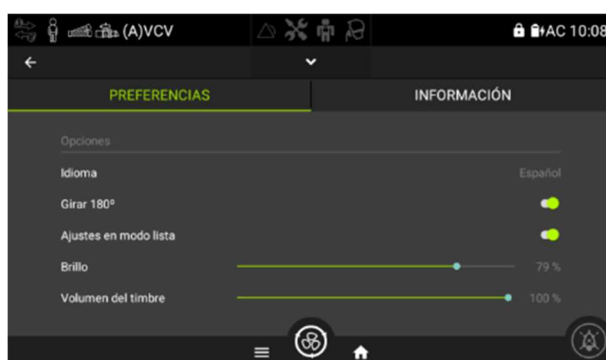 (A)VCV AC 10:08
PREFERENCIAS INFORMACIÓN
Opciones
Idioma Español
Girar 180º
Ajustes en modo lista
Brillo 79 %
Volumen del timbre 100 %